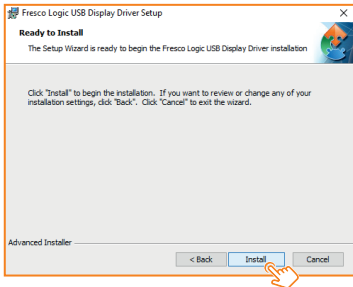 Fresco Logic USB Display Driver Setup
Ready to Install
The Setup Wizard is ready to begin the Fresco Logic USB Display Driver installation
Click "Install" to begin the installation. If you want to review or change any of your
installation settings, click "Back". Click "Cancel" to exit the wizard.
Advanced Installer
< Back Install Cancel